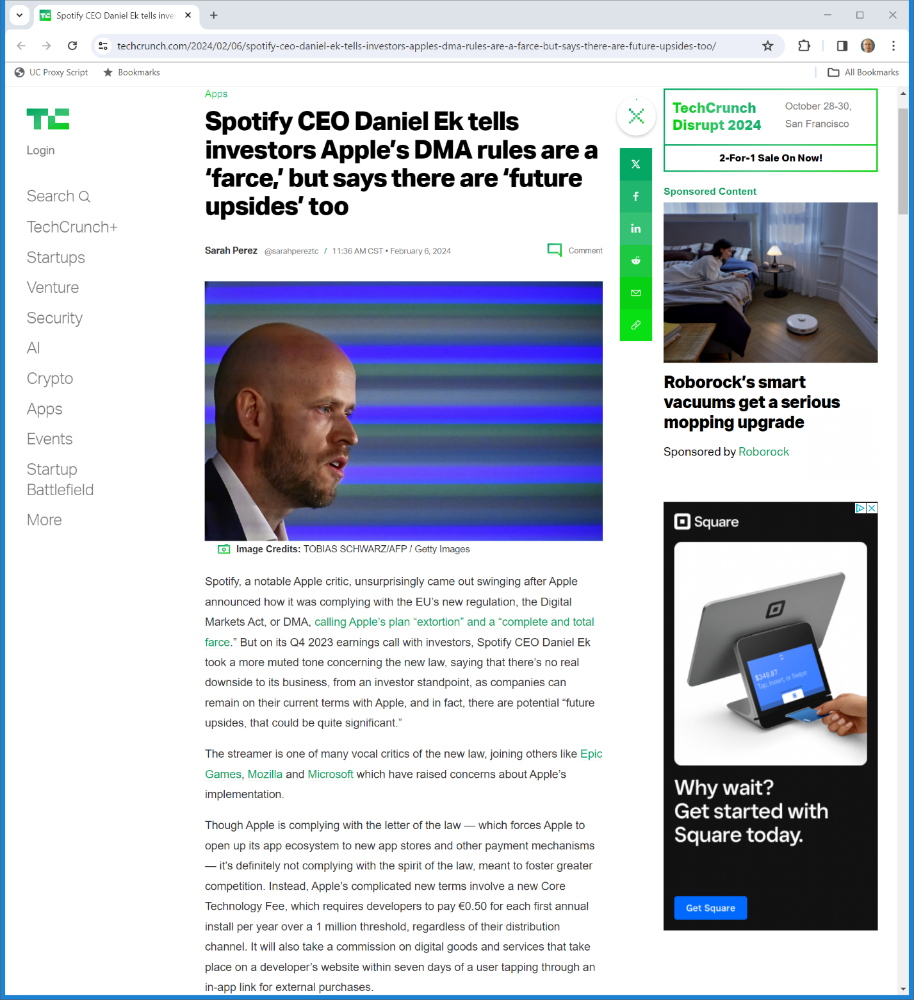 Spotify CEO Daniel Ek tells inve
techcrunch.com/2024/02/06/spotify-ceo-daniel-ek-tells-investors-apples-dma-rules-are-a-farce-but-says-there-are-future-upsides-too/
UC Proxy Script
Bookmarks
All Bookmarks
TC
Login
Search
TechCrunch+
Startups
Venture
Security
AI
Crypto
Apps
Events
Startup
Battlefield
More
Apps
Spotify CEO Daniel Ek tells
investors Apple’s DMA rules are a
‘farce,’ but says there are ‘future
upsides’ too
Sarah Perez @sarahpereztc / 11:36 AM CST • February 6, 2024
Comment
Image Credits: TOBIAS SCHWARZ/AFP / Getty Images
Spotify, a notable Apple critic, unsurprisingly came out swinging after Apple
announced how it was complying with the EU’s new regulation, the Digital
Markets Act, or DMA, calling Apple’s plan “extortion” and a “complete and total
farce.” But on its Q4 2023 earnings call with investors, Spotify CEO Daniel Ek
took a more muted tone concerning the new law, saying that there’s no real
downside to its business, from an investor standpoint, as companies can
remain on their current terms with Apple, and in fact, there are potential “future
upsides, that could be quite significant.”
The streamer is one of many vocal critics of the new law, joining others like Epic
Games, Mozilla and Microsoft which have raised concerns about Apple’s
implementation.
Though Apple is complying with the letter of the law — which forces Apple to
open up its app ecosystem to new app stores and other payment mechanisms
— it’s definitely not complying with the spirit of the law, meant to foster greater
competition. Instead, Apple’s complicated new terms involve a new Core
Technology Fee, which requires developers to pay €0.50 for each first annual
install per year over a 1 million threshold, regardless of their distribution
channel. It will also take a commission on digital goods and services that take
place on a developer’s website within seven days of a user tapping through an
in-app link for external purchases.
X
f
in
TechCrunch
Disrupt 2024
October 28-30,
San Francisco
2-For-1 Sale On Now!
Sponsored Content
Roborock’s smart
vacuums get a serious
mopping upgrade
Sponsored by Roborock
Square
$348.87
Tap, Insert, or Swipe
Why wait?
Get started with
Square today.
Get Square